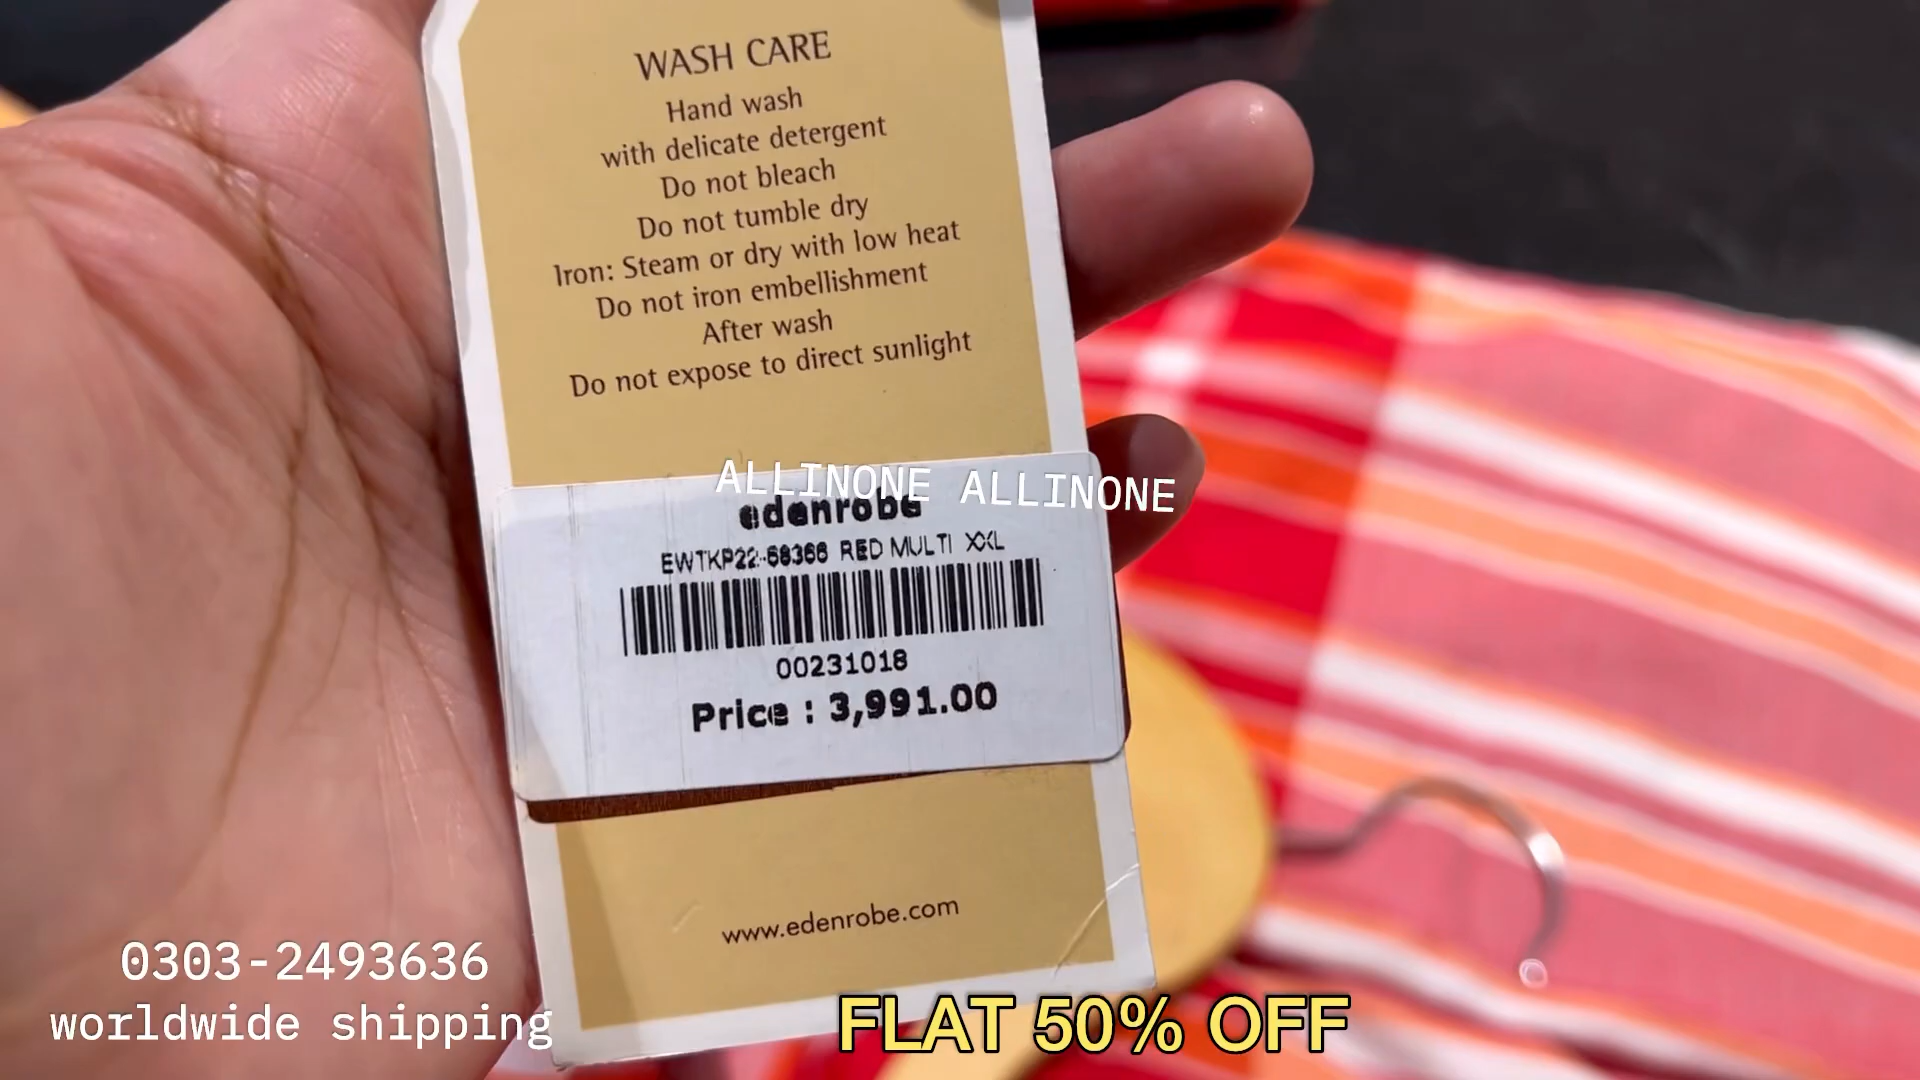 WASH CARE
Hand wash
with delicate detergent
Do not bleach
Do not tumble dry
Iron: Steam or dry with low heat
Do not iron embellishment
After wash
Do not expose to direct sunlight
ALLINONE ALLINONE
edenrobe
EWTKP22-68366 RED MULTI XXL
00231018
Price : 3,991.00
www.edenrobe.com
0303-2493636
worldwide shipping
FLAT 50% OFF